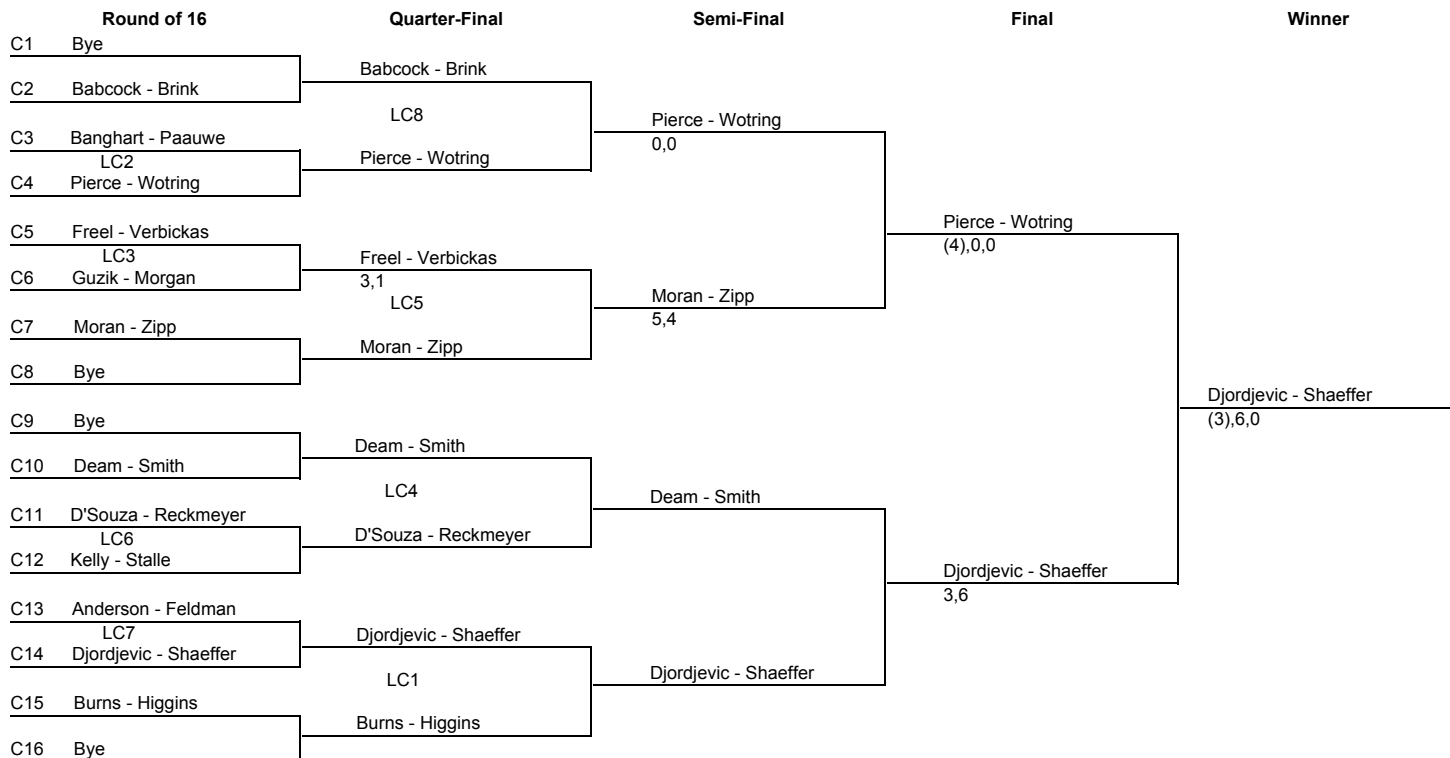 Round of 16 Quarter-Final Semi-Final Final Winner
C1 Bye
Babcock - Brink
C2 Babcock - Brink
LC8
Pierce - Wotring
C3 Banghart - Paauwe
0,0
LC2
Pierce - Wotring
C4 Pierce - Wotring
Pierce - Wotring
C5 Freel - Verbickas
(4),0,0
LC3
Freel - Verbickas
C6 Guzik - Morgan
3,1
LC5
Moran - Zipp
C7 Moran - Zipp
5,4
Moran - Zipp
C8 Bye
Djordjevic - Shaeffer
C9 Bye
(3),6,0
Deam - Smith
C10 Deam - Smith
LC4
Deam - Smith
C11 D'Souza - Reckmeyer
LC6
D'Souza - Reckmeyer
C12 Kelly - Stalle
Djordjevic - Shaeffer
3,6
C13 Anderson - Feldman
LC7
Djordjevic - Shaeffer
C14 Djordjevic - Shaeffer
LC1
Djordjevic - Shaeffer
C15 Burns - Higgins
Burns - Higgins
C16 Bye